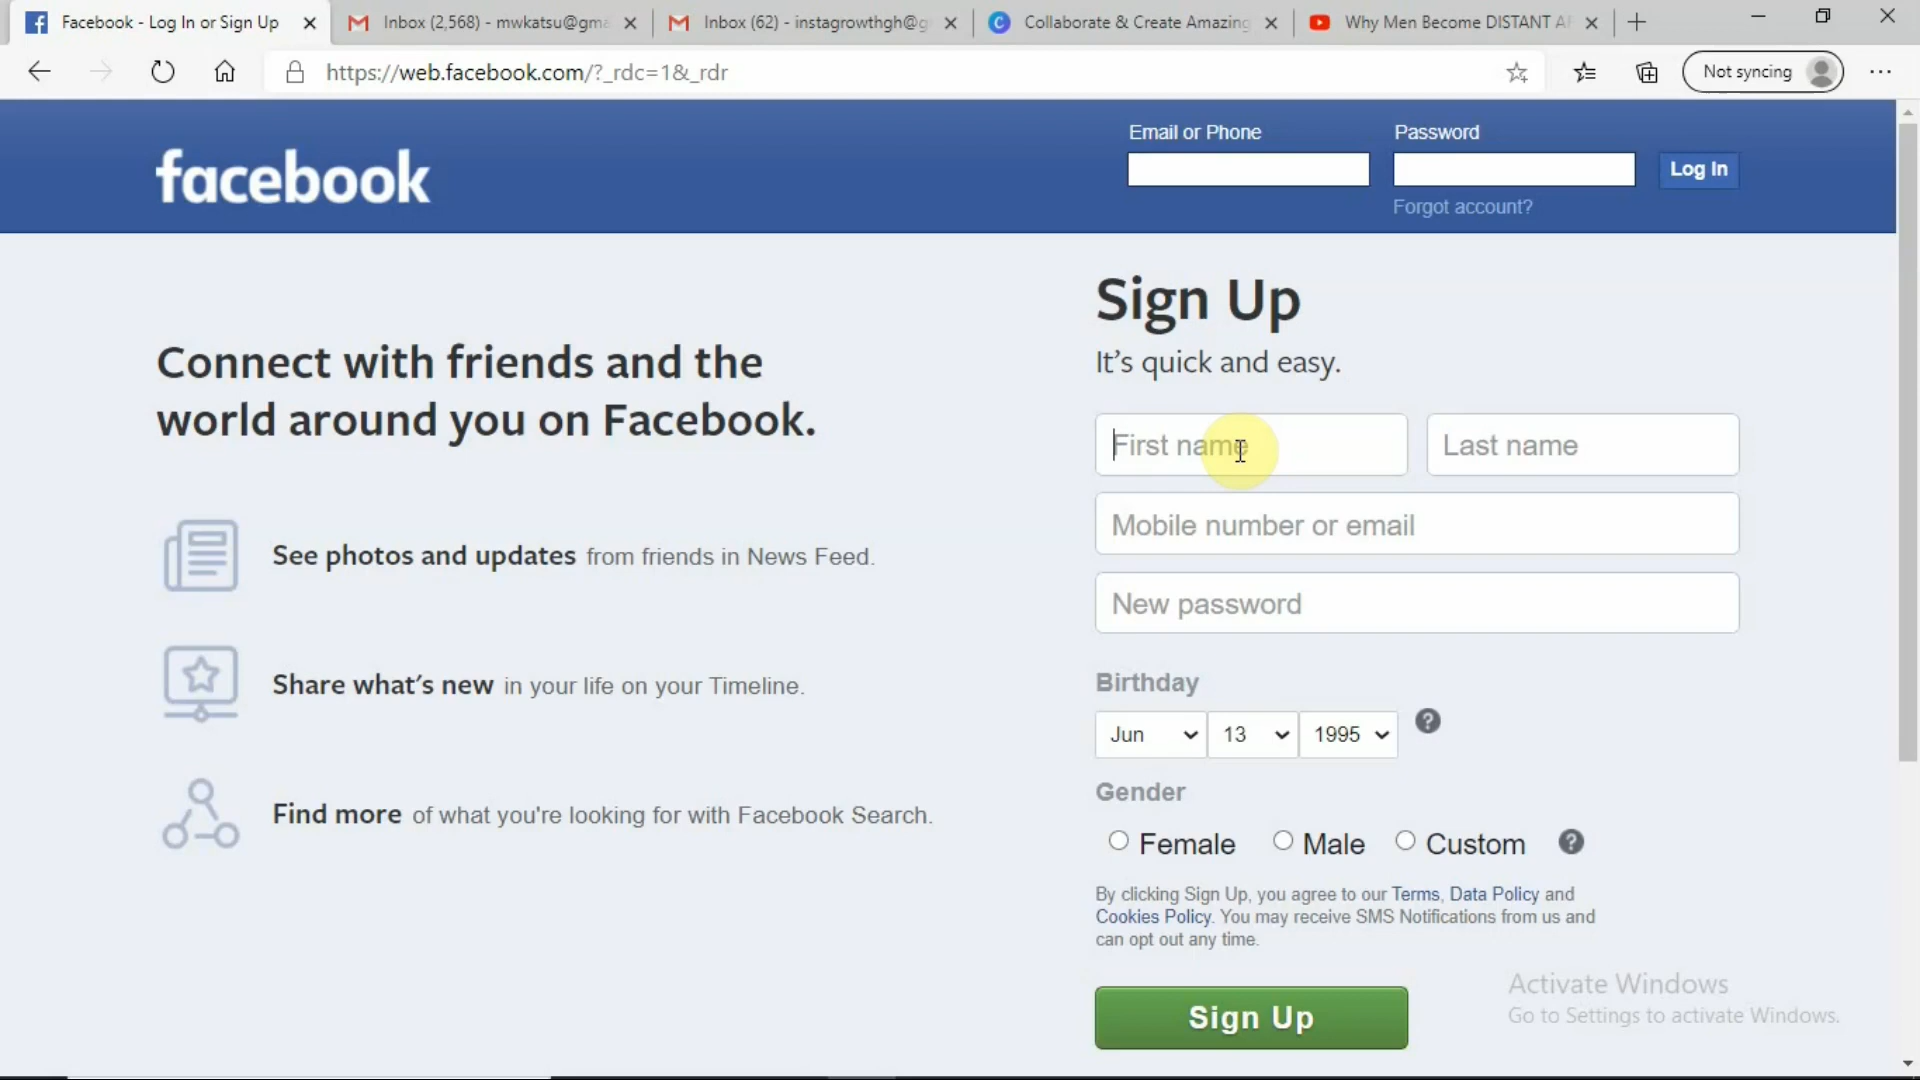 Facebook - Log In or Sign Up
Inbox (2,568) - mwkatsu@gma
Inbox (62) - instagrowthgh@g
Collaborate & Create Amazing
Why Men Become DISTANT AF
https://web.facebook.com/?_rdc=1&_rdr
Not syncing
facebook
Email or Phone
Password
Log In
Forgot account?
Connect with friends and the
world around you on Facebook.
See photos and updates from friends in News Feed.
Share what's new in your life on your Timeline.
Find more of what you're looking for with Facebook Search.
Sign Up
It's quick and easy.
First name
Last name
Mobile number or email
New password
Birthday
Jun 13 1995
Gender
Female Male Custom
By clicking Sign Up, you agree to our Terms, Data Policy and
Cookies Policy. You may receive SMS Notifications from us and
can opt out any time.
Sign Up
Activate Windows
Go to Settings to activate Windows.